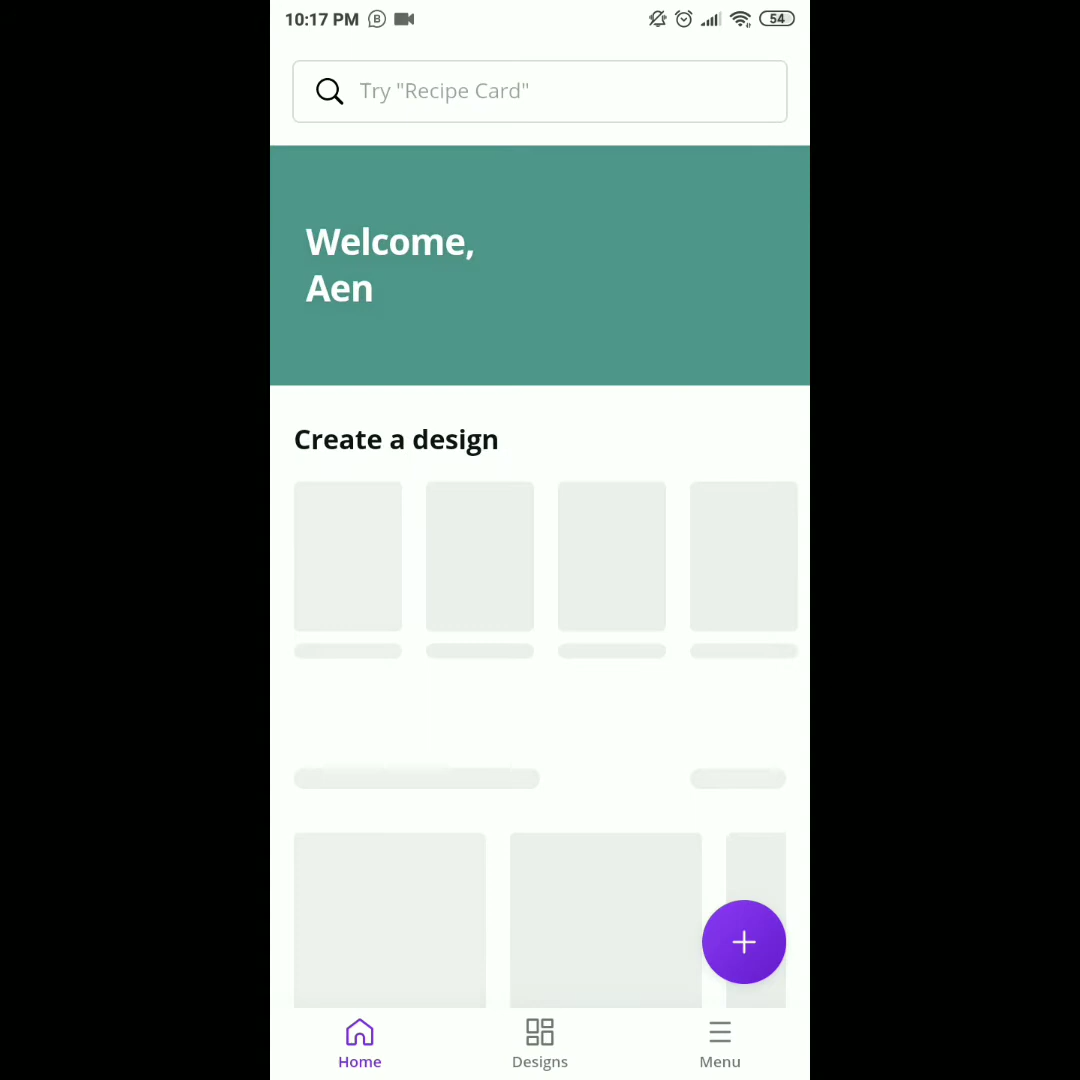 10:17 PM B 54
Try "Recipe Card"
Welcome,
Aen
Create a design
Home Designs Menu